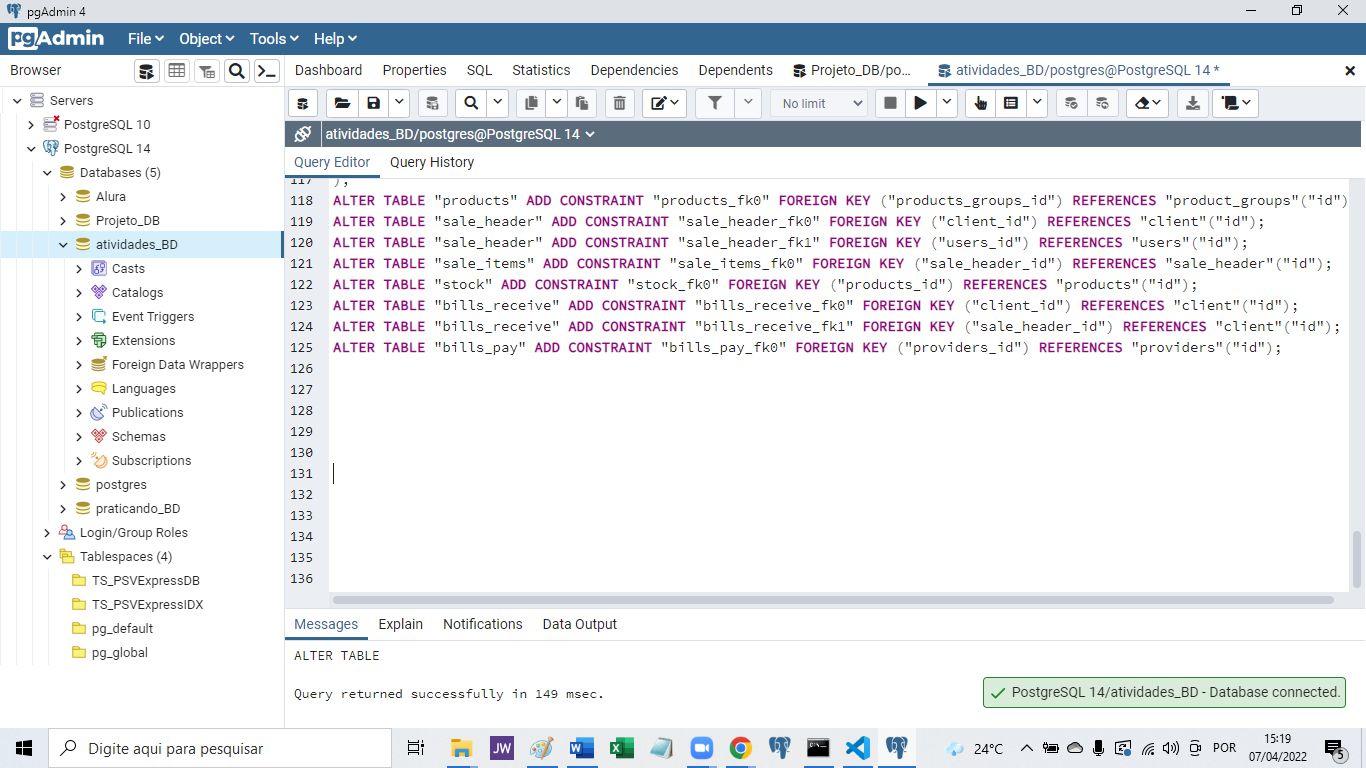 pgAdmin 4
pgAdmin File Object Tools Help
Browser
Dashboard Properties SQL Statistics Dependencies Dependents Projeto_DB/po... atividades_BD/postgres@PostgreSQL 14 *
No limit
atividades_BD/postgres@PostgreSQL 14
Query Editor Query History
Servers
PostgreSQL 10
PostgreSQL 14
Databases (5)
Alura
Projeto_DB
atividades_BD
Casts
Catalogs
Event Triggers
Extensions
Foreign Data Wrappers
Languages
Publications
Schemas
Subscriptions
postgres
praticando_BD
Login/Group Roles
Tablespaces (4)
TS_PSVExpressDB
TS_PSVExpressIDX
pg_default
pg_global
117 );
118 ALTER TABLE "products" ADD CONSTRAINT "products_fk0" FOREIGN KEY ("products_groups_id") REFERENCES "product_groups"("id")
119 ALTER TABLE "sale_header" ADD CONSTRAINT "sale_header_fk0" FOREIGN KEY ("client_id") REFERENCES "client"("id");
120 ALTER TABLE "sale_header" ADD CONSTRAINT "sale_header_fk1" FOREIGN KEY ("users_id") REFERENCES "users"("id");
121 ALTER TABLE "sale_items" ADD CONSTRAINT "sale_items_fk0" FOREIGN KEY ("sale_header_id") REFERENCES "sale_header"("id");
122 ALTER TABLE "stock" ADD CONSTRAINT "stock_fk0" FOREIGN KEY ("products_id") REFERENCES "products"("id");
123 ALTER TABLE "bills_receive" ADD CONSTRAINT "bills_receive_fk0" FOREIGN KEY ("client_id") REFERENCES "client"("id");
124 ALTER TABLE "bills_receive" ADD CONSTRAINT "bills_receive_fk1" FOREIGN KEY ("sale_header_id") REFERENCES "client"("id");
125 ALTER TABLE "bills_pay" ADD CONSTRAINT "bills_pay_fk0" FOREIGN KEY ("providers_id") REFERENCES "providers"("id");
126
127
128
129
130
131
132
133
134
135
136
Messages Explain Notifications Data Output
ALTER TABLE
Query returned successfully in 149 msec.
PostgreSQL 14/atividades_BD - Database connected.
Digite aqui para pesquisar
JW
24°C
POR
15:19
07/04/2022
5